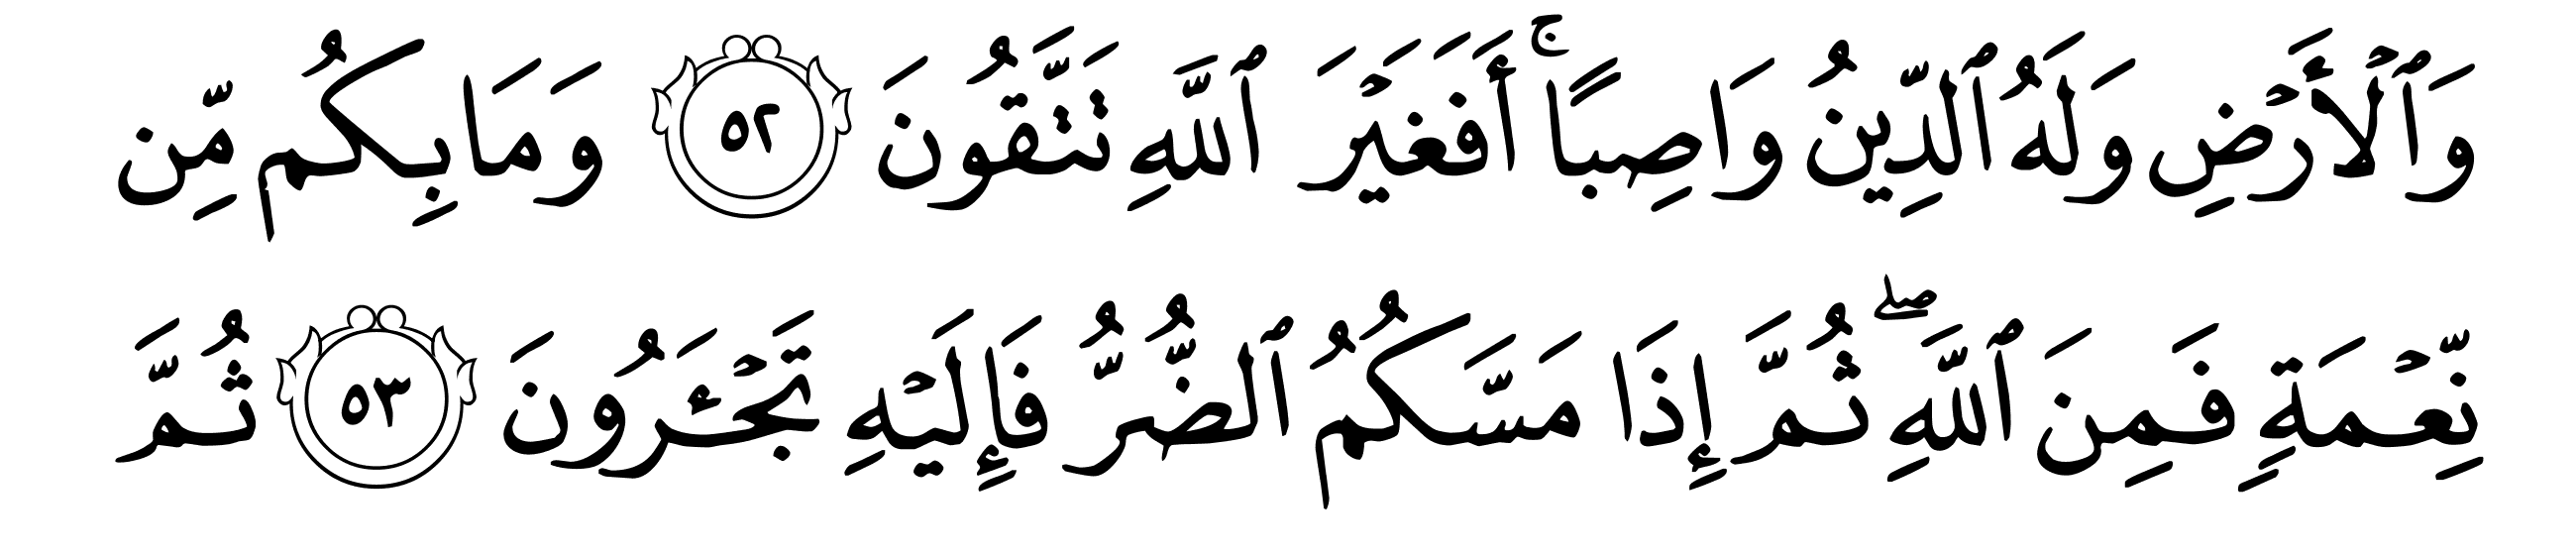 وَٱلۡأَرۡضِ وَلَهُ ٱلدِّينُ وَاصِبًاۚ أَفَغَيۡرَ ٱللَّهِ تَتَّقُونَ ٥٢ وَمَا بِكُم مِّن
نِّعۡمَةٖ فَمِنَ ٱللَّهِۖ ثُمَّ إِذَا مَسَّكُمُ ٱلضُّرُّ فَإِلَيۡهِ تَجۡـَٔرُونَ ٥٣ ثُمَّ